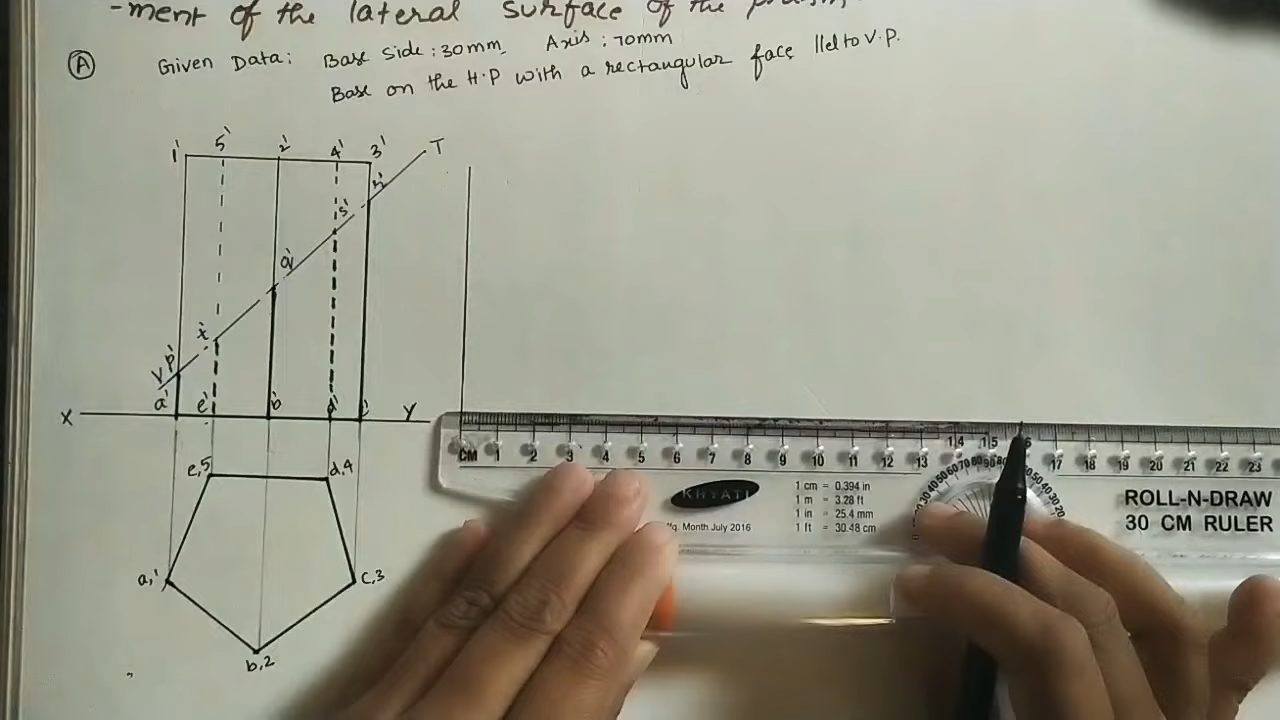 -ment of the lateral surface of the prism.
A Given Data: Base Side: 30mm, Axis: 70mm
Base on the H.P with a rectangular face llel to V.P.
1' 5' 2' 4' 3' T
r'
s'
q'
t'
V p'
a' e' b' d' c'
X Y
CM 1 2 3 4 5 6 7 8 9 10 11 12 13 14 15 16 17 18 19 20 21 22 23
e,5 d,4
KHYATI
1 cm = 0.394 in
1 m = 3.28 ft
1 in = 25.4 mm
1 ft = 30.48 cm
ROLL-N-DRAW
30 CM RULER
Month July 2016
a,1 c,3
b,2